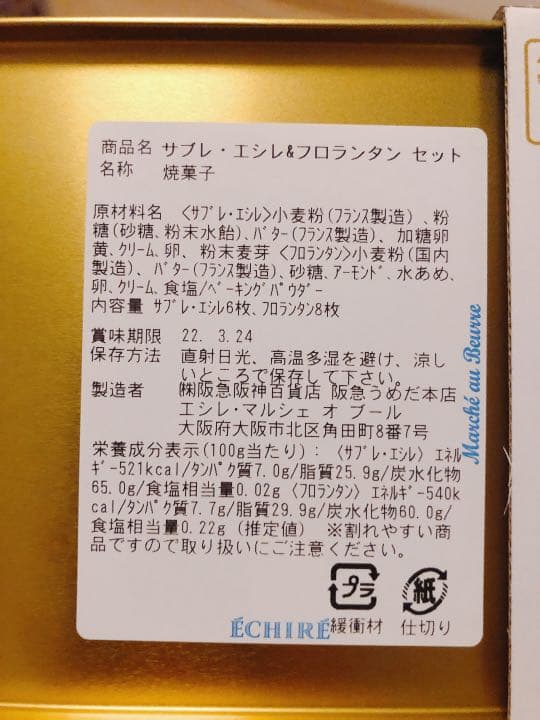 商品名 サブレ・エシレ&フロランタン セット
名称 焼菓子
原材料名 〈ｻﾌﾞﾚ･ｴｼﾚ〉小麦粉(ﾌﾗﾝｽ製造)、粉
糖(砂糖、粉末水飴)、ﾊﾞﾀｰ(ﾌﾗﾝｽ製造)、加糖卵
黄、ｸﾘｰﾑ、卵、粉末麦芽〈ﾌﾛﾗﾝﾀﾝ〉小麦粉(国内
製造)、ﾊﾞﾀｰ(ﾌﾗﾝｽ製造)、砂糖、ｱｰﾓﾝﾄﾞ、水あめ、
卵、ｸﾘｰﾑ、食塩/ﾍﾞｰｷﾝｸﾞﾊﾟｳﾀﾞｰ
内容量 ｻﾌﾞﾚ･ｴｼﾚ6枚、ﾌﾛﾗﾝﾀﾝ8枚
賞味期限 22. 3.24
保存方法 直射日光、高温多湿を避け、涼し
いところで保存して下さい。
製造者 ㈱阪急阪神百貨店 阪急うめだ本店
エシレ・マルシェ オ ブール
大阪府大阪市北区角田町8番7号
栄養成分表示(100g当たり):〈ｻﾌﾞﾚ･ｴｼﾚ〉ｴﾈﾙ
ｷﾞｰ521kcal/ﾀﾝﾊﾟｸ質7.0g/脂質25.9g/炭水化物
65.0g/食塩相当量0.02g〈ﾌﾛﾗﾝﾀﾝ〉ｴﾈﾙｷﾞｰ540k
cal/ﾀﾝﾊﾟｸ質7.7g/脂質29.9g/炭水化物60.0g/
食塩相当量0.22g(推定値) ※割れやすい商
品ですので取り扱いにご注意ください。
プラ 紙
緩衝材 仕切り
ÉCHIRÉ
Marché au Beurre